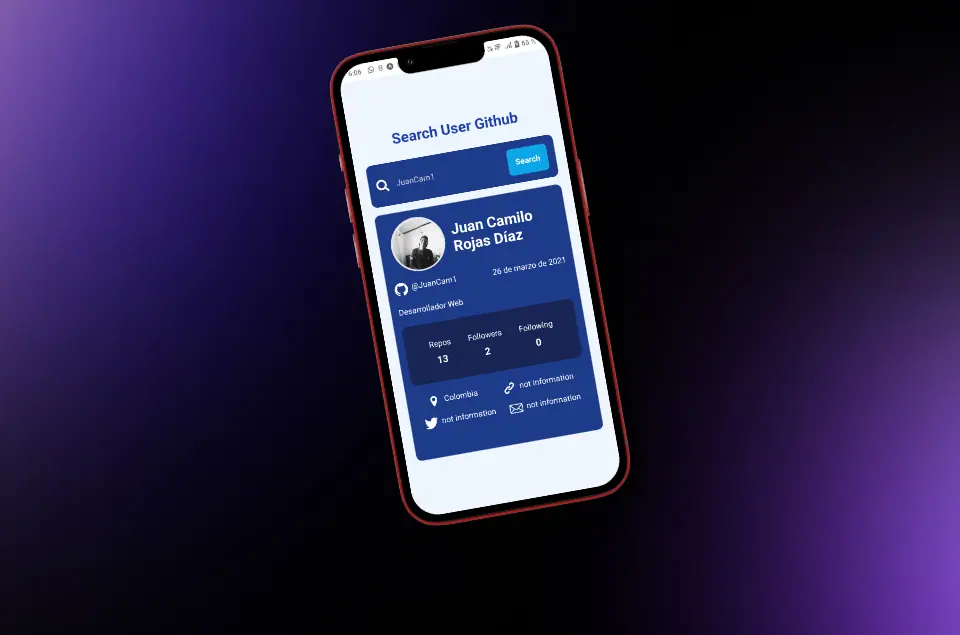 6:06
65 %
Search User Github
JuanCam1
Search
Juan Camilo
Rojas Díaz
@JuanCam1
26 de marzo de 2021
Desarrollador Web
Repos
Followers
Following
13
2
0
Colombia
not information
not information
not information